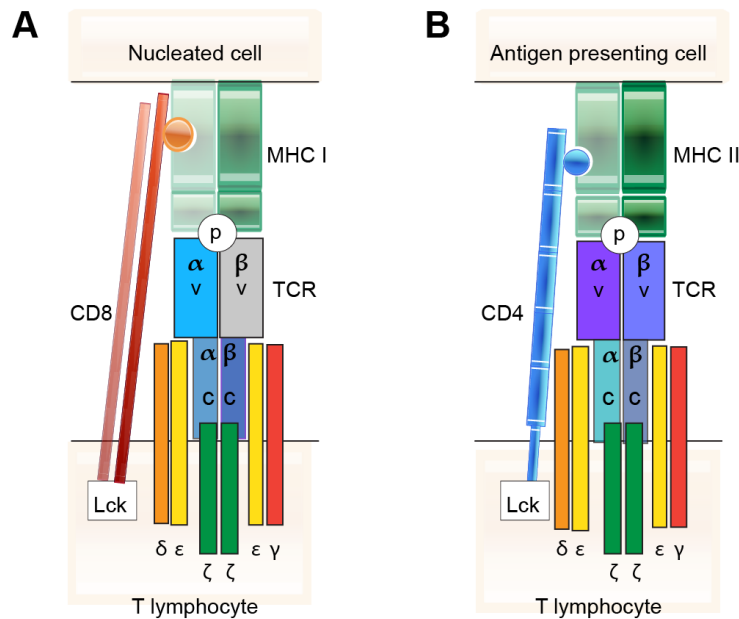 A
Nucleated cell
MHC I
p
α β
v v
TCR
CD8
α β
c c
Lck
δ ε ε γ
ζ ζ
T lymphocyte
B
Antigen presenting cell
MHC II
p
α β
v v
TCR
CD4
α β
c c
Lck
δ ε ε γ
ζ ζ
T lymphocyte